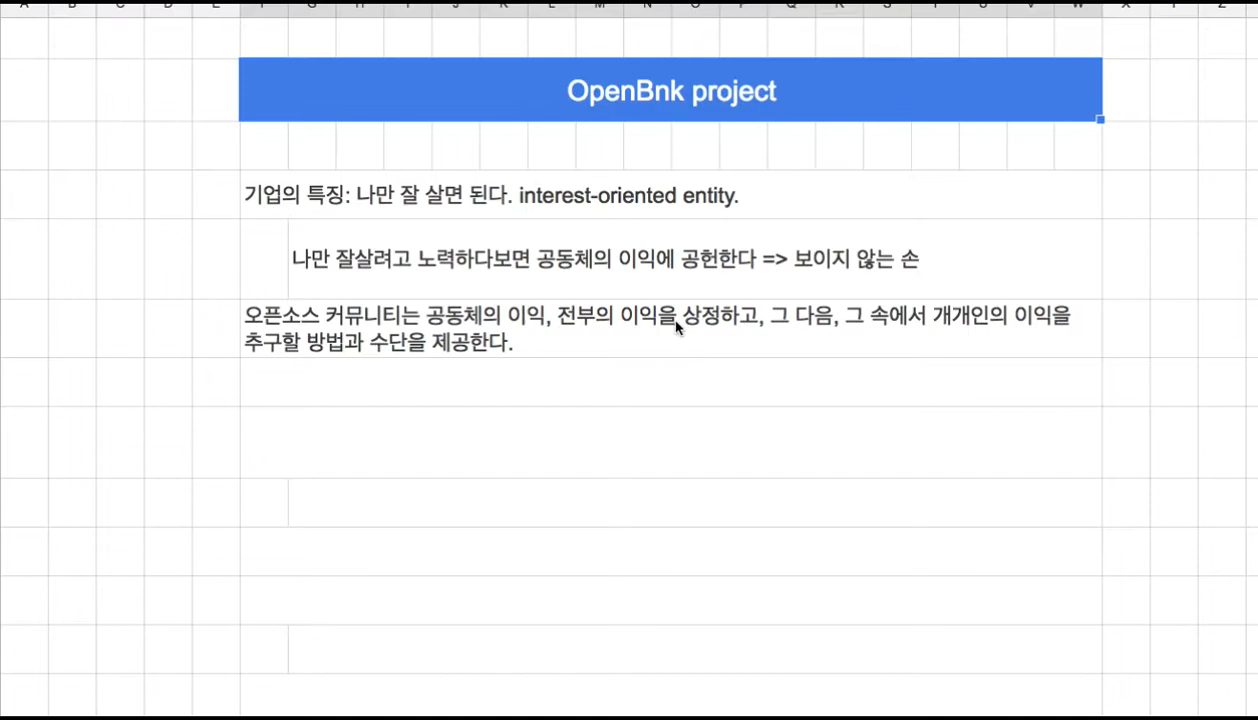 OpenBnk project
기업의 특징: 나만 잘 살면 된다. interest-oriented entity.
나만 잘살려고 노력하다보면 공동체의 이익에 공헌한다 => 보이지 않는 손
오픈소스 커뮤니티는 공동체의 이익, 전부의 이익을 상정하고, 그 다음, 그 속에서 개개인의 이익을
추구할 방법과 수단을 제공한다.